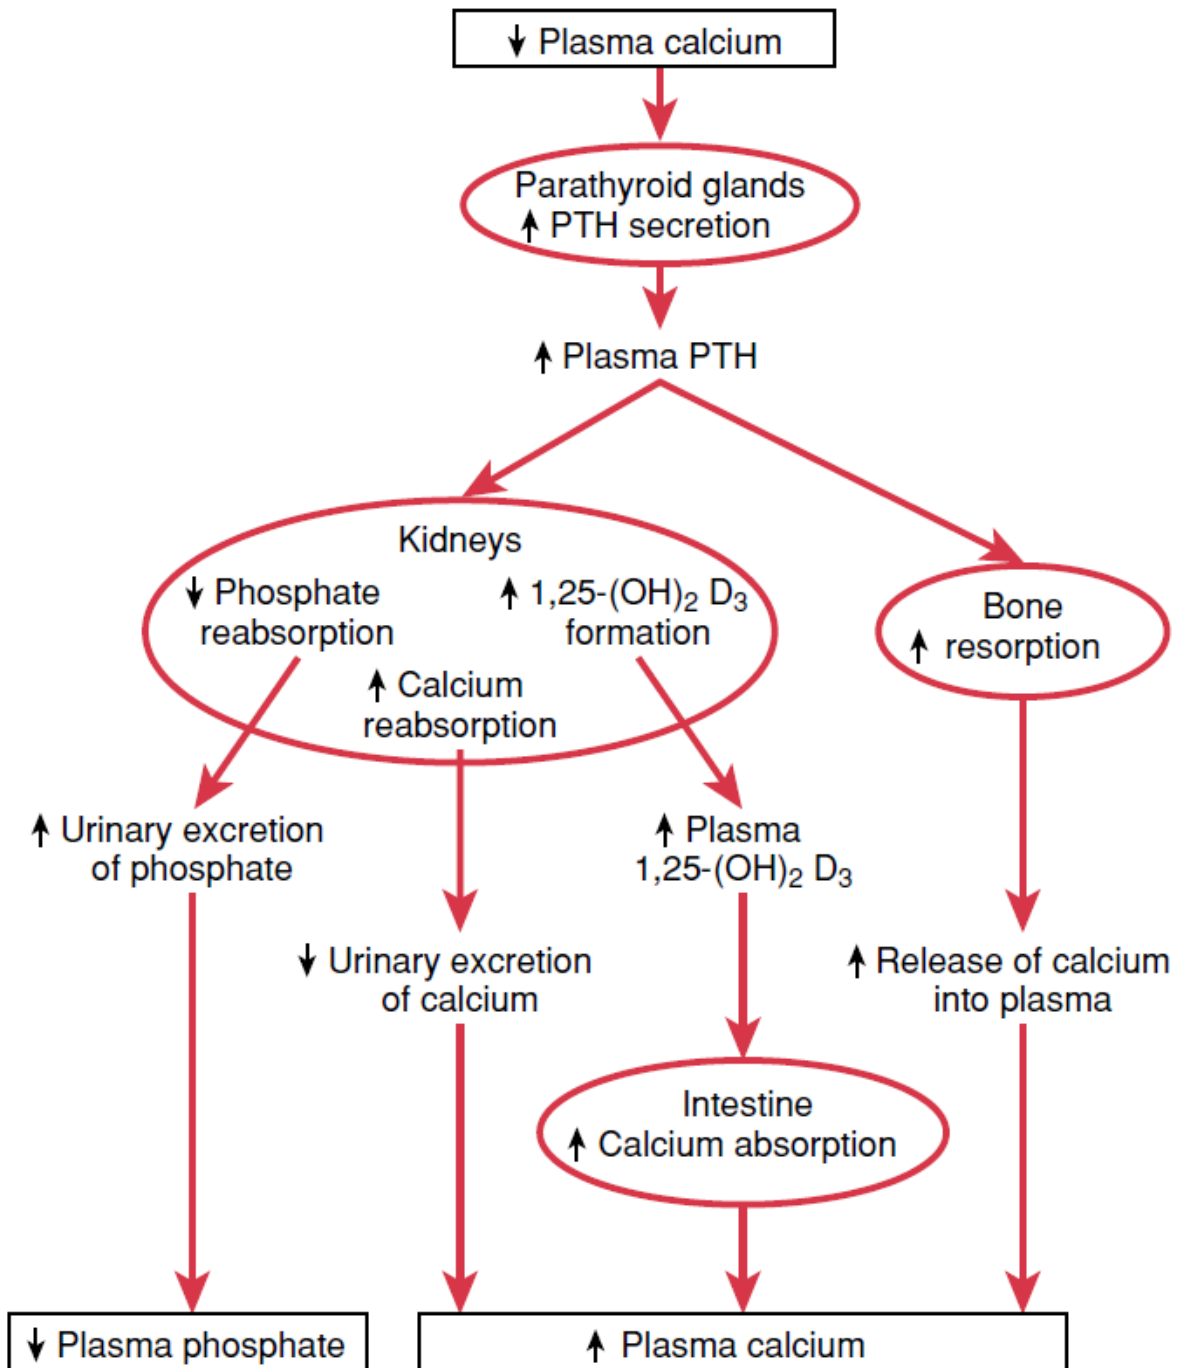 ↓ Plasma calcium
Parathyroid glands
↑ PTH secretion
↑ Plasma PTH
Kidneys
↓ Phosphate
reabsorption
↑ 1,25-(OH)₂ D₃
formation
↑ Calcium
reabsorption
Bone
↑ resorption
↑ Urinary excretion
of phosphate
↑ Plasma
1,25-(OH)₂ D₃
↓ Urinary excretion
of calcium
↑ Release of calcium
into plasma
Intestine
↑ Calcium absorption
↓ Plasma phosphate
↑ Plasma calcium